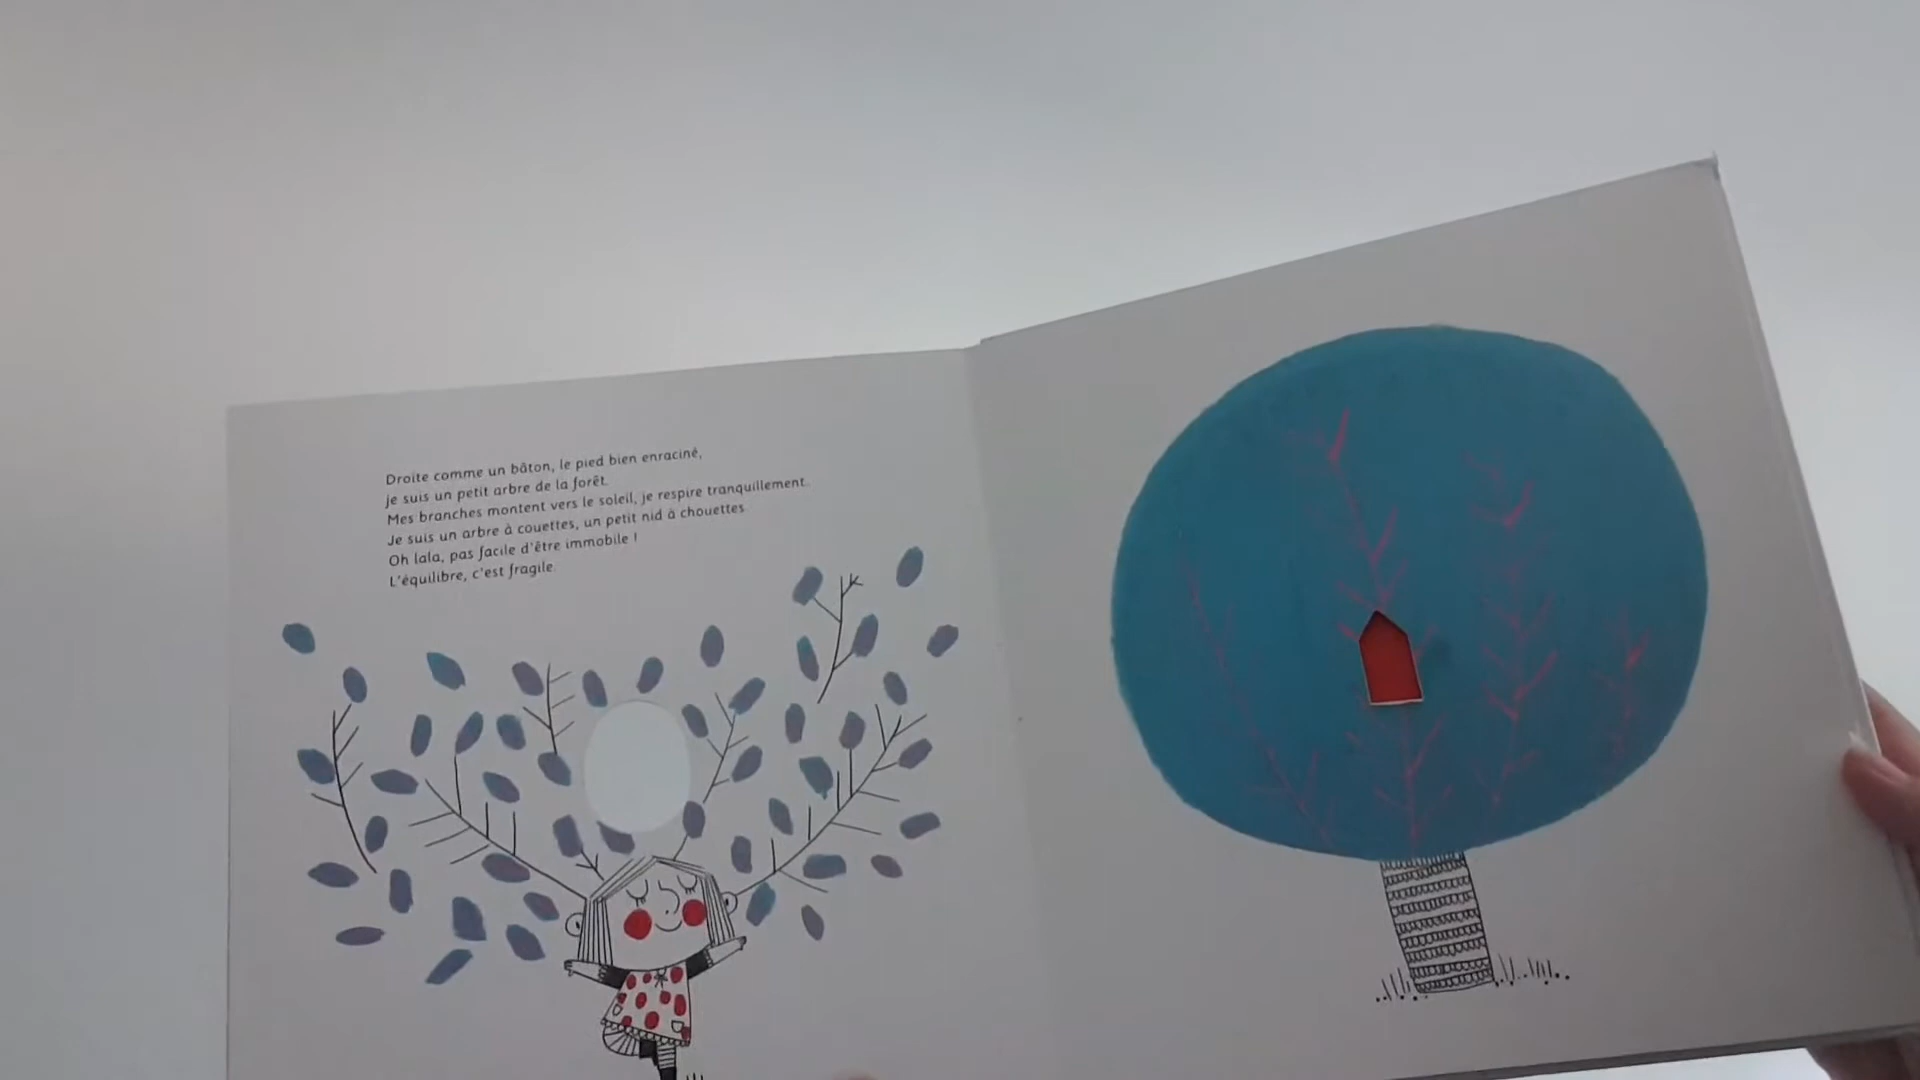 Droite comme un bâton, le pied bien enraciné,
je suis un petit arbre de la forêt.
Mes branches montent vers le soleil, je respire tranquillement.
Je suis un arbre à couettes, un petit nid à chouettes.
Oh lala, pas facile d'être immobile !
L'équilibre, c'est fragile.